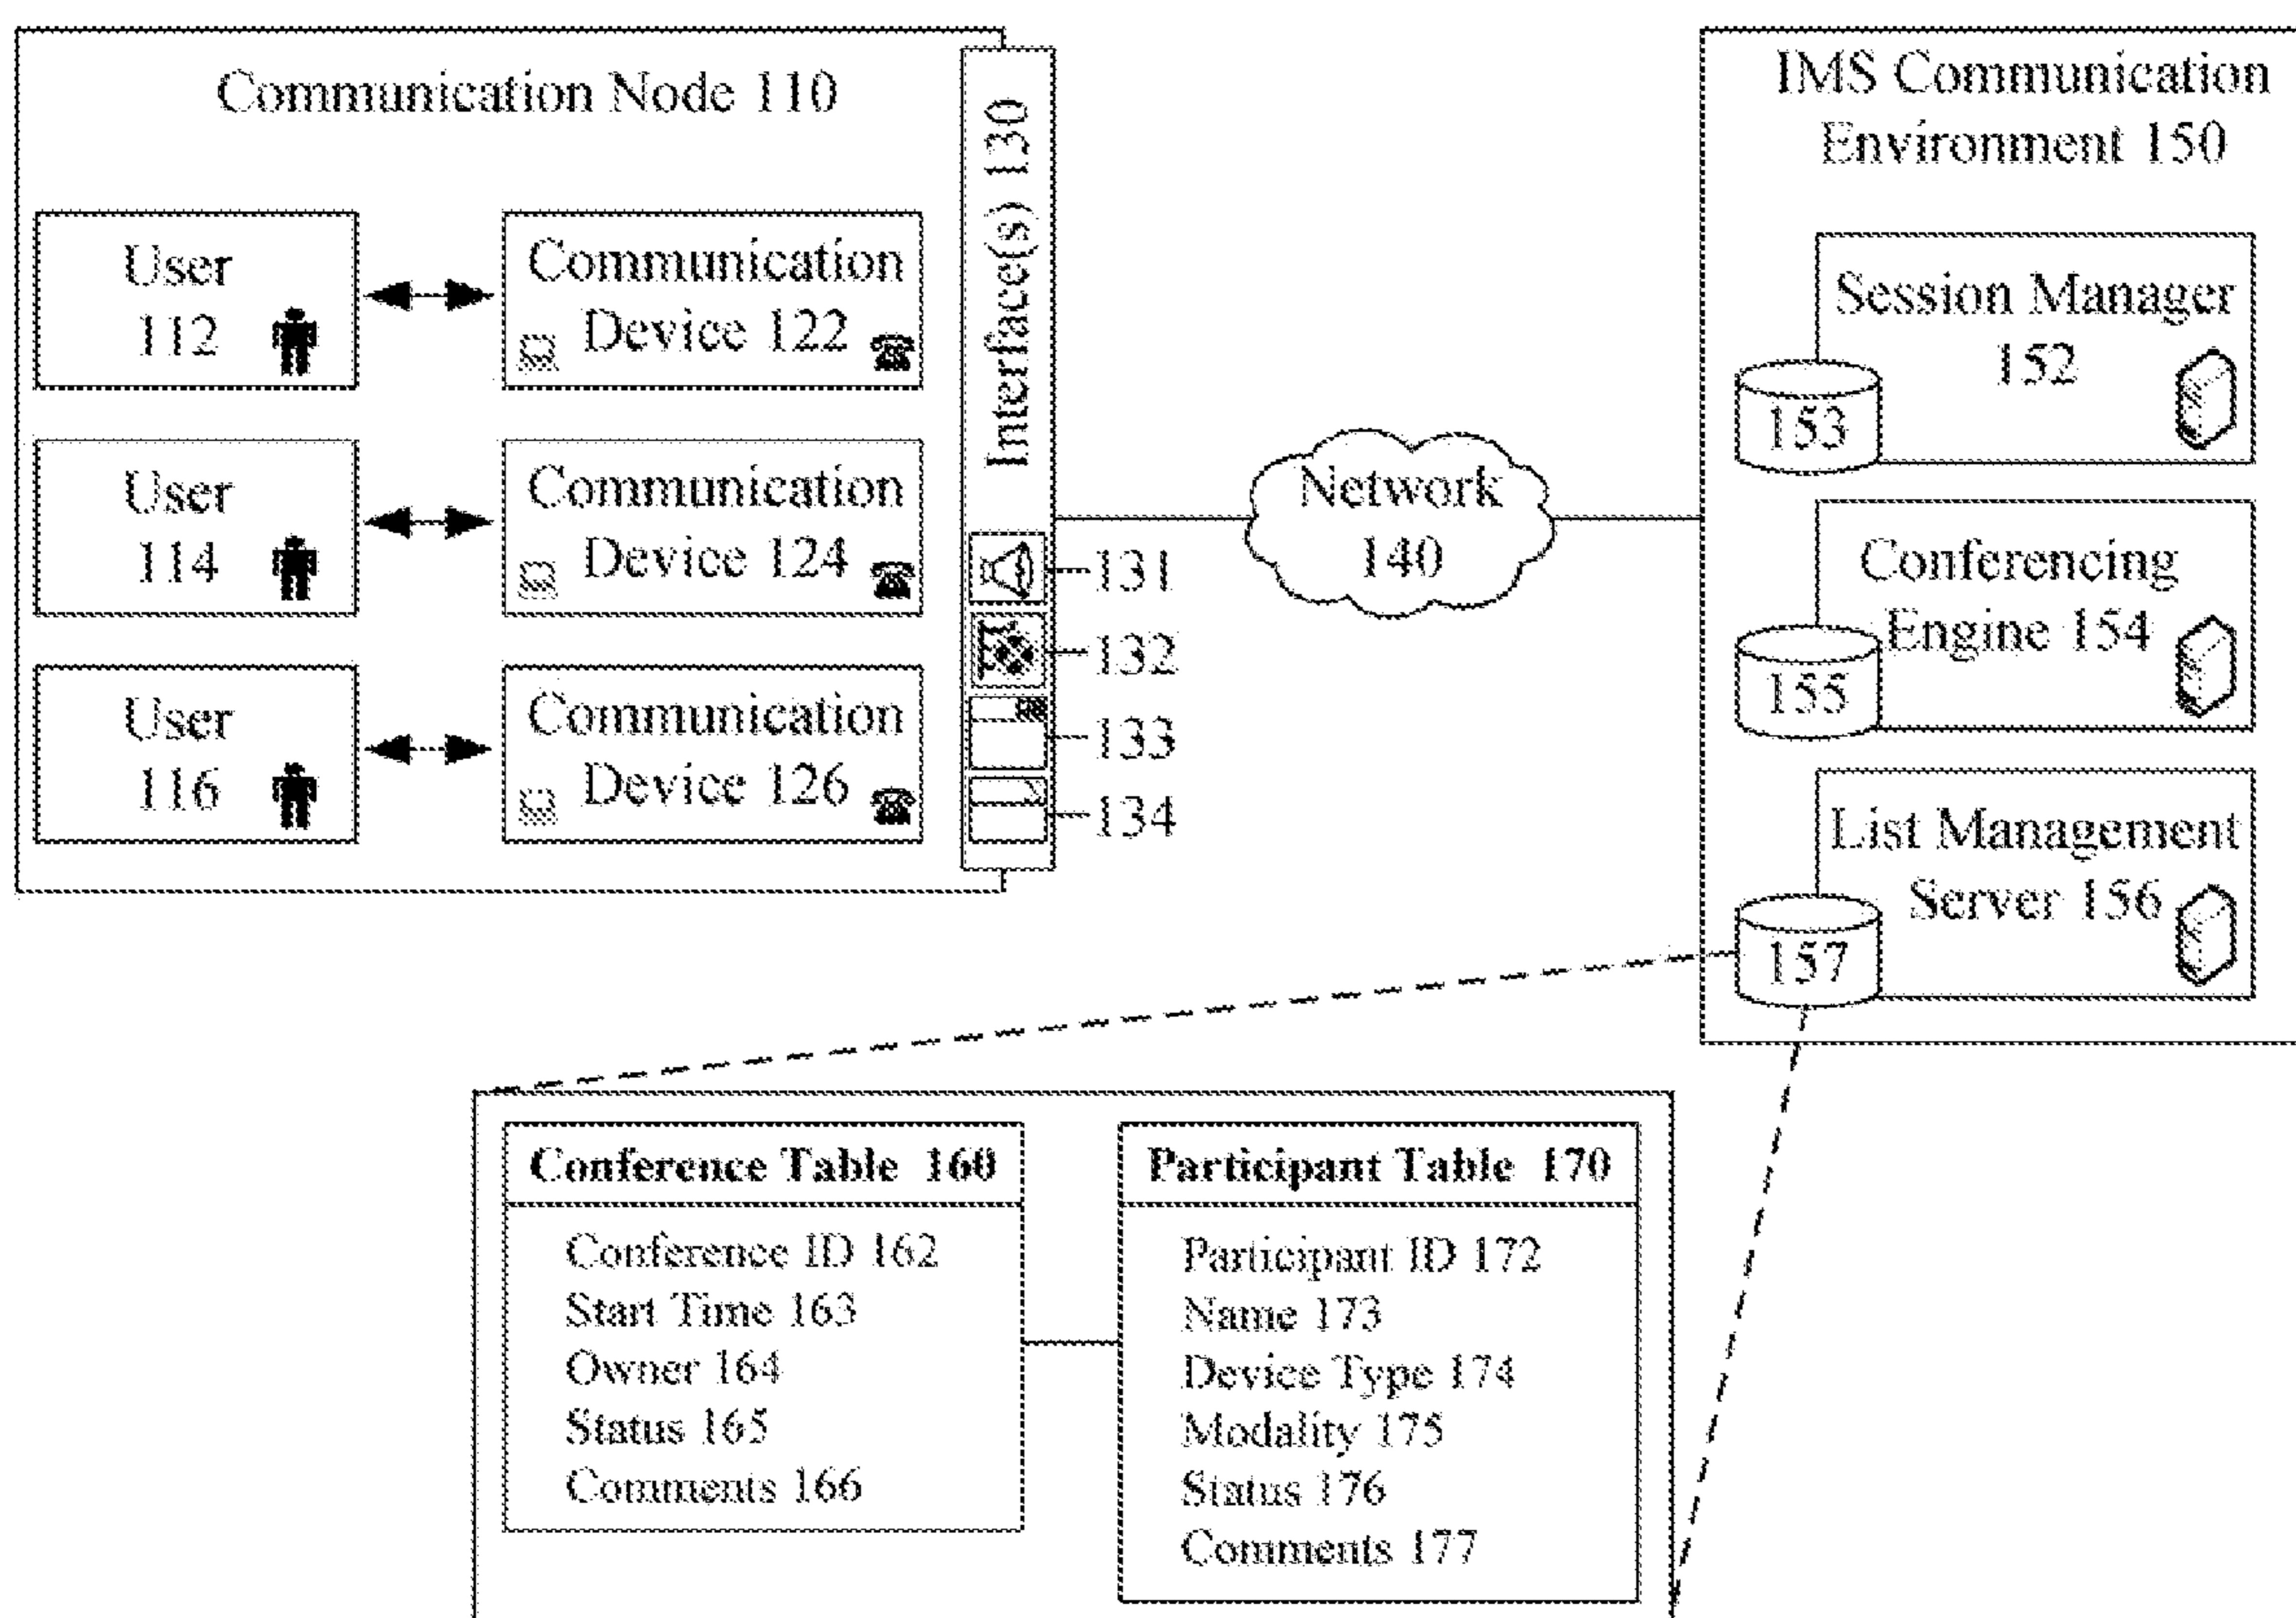 Communication Node 110
User
112
Communication
Device 122
User
114
Communication
Device 124
User
116
Communication
Device 126
Interface(s) 130
131
132
133
134
Network
140
IMS Communication
Environment 150
Session Manager
152
153
Conferencing
Engine 154
155
List Management
Server 156
157
Conference Table 160
Conference ID 162
Start Time 163
Owner 164
Status 165
Comments 166
Participant Table 170
Participant ID 172
Name 173
Device Type 174
Modality 175
Status 176
Comments 177